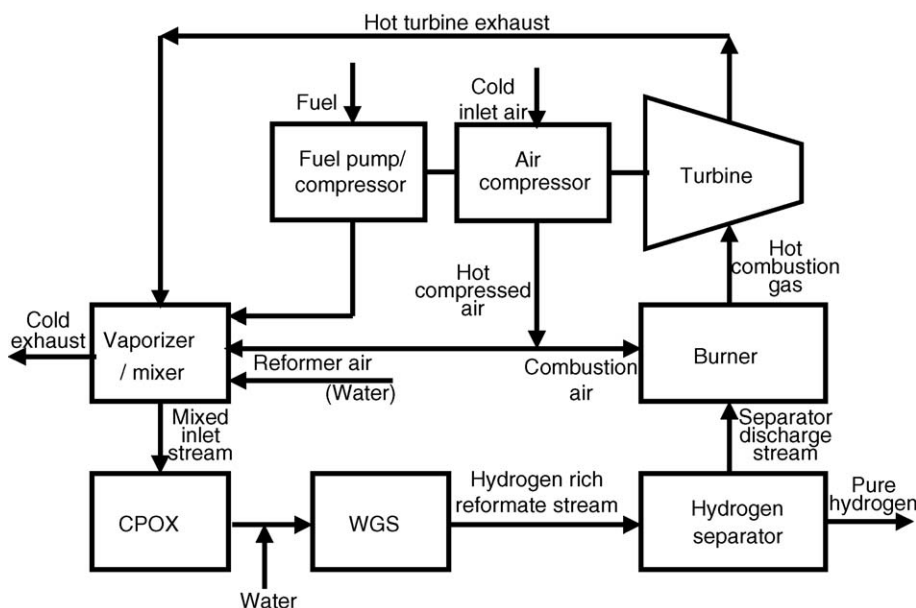 Hot turbine exhaust
Fuel
Cold
inlet air
Fuel pump/
compressor
Air
compressor
Turbine
Hot
compressed
air
Hot
combustion
gas
Cold
exhaust
Vaporizer
/ mixer
Reformer air
(Water)
Combustion
air
Burner
Mixed
inlet
stream
Separator
discharge
stream
CPOX
WGS
Hydrogen rich
reformate stream
Hydrogen
separator
Pure
hydrogen
Water